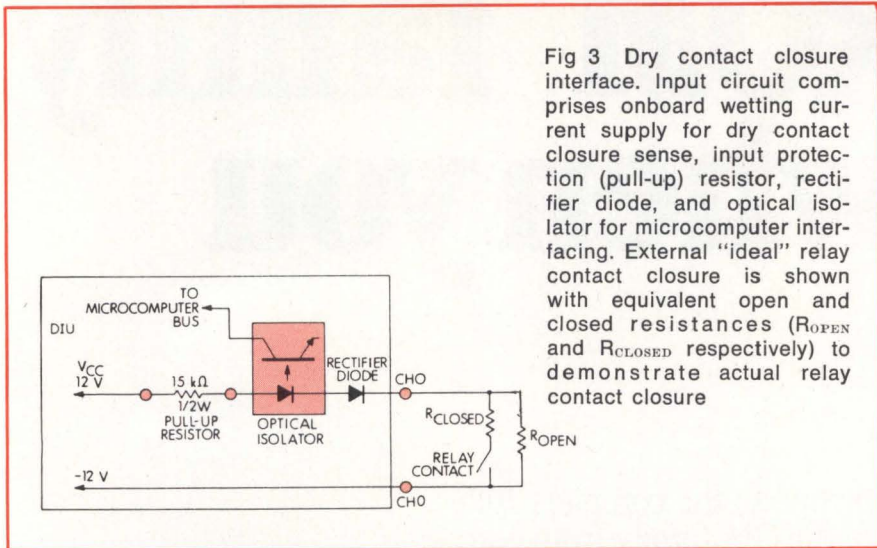 Fig 3 Dry contact closure
interface. Input circuit com-
prises onboard wetting cur-
rent supply for dry contact
closure sense, input protec-
tion (pull-up) resistor, recti-
fier diode, and optical iso-
lator for microcomputer inter-
facing. External "ideal" relay
contact closure is shown
with equivalent open and
closed resistances (ROPEN
and RCLOSED respectively) to
demonstrate actual relay
contact closure
TO
MICROCOMPUTER
BUS
DIU
VCC
12 V
15 kΩ
1/2W
PULL-UP
RESISTOR
OPTICAL
ISOLATOR
RECTIFIER
DIODE
CHO
RCLOSED
ROPEN
RELAY
CONTACT
-12 V
CHO